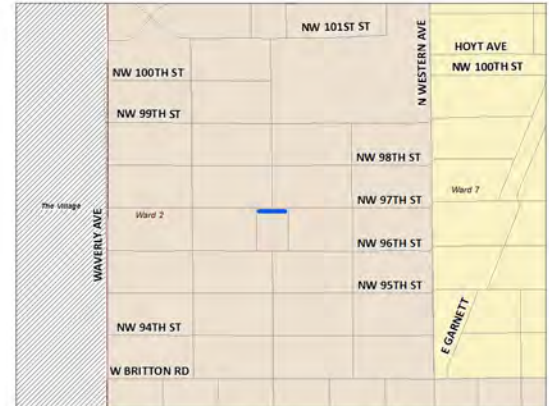 NW 101ST ST
N WESTERN AVE
HOYT AVE
NW 100TH ST
NW 100TH ST
NW 99TH ST
NW 98TH ST
The Village
Ward 2
WAVERLY AVE
NW 97TH ST
Ward 7
NW 96TH ST
NW 95TH ST
E GARNETT
NW 94TH ST
W BRITTON RD